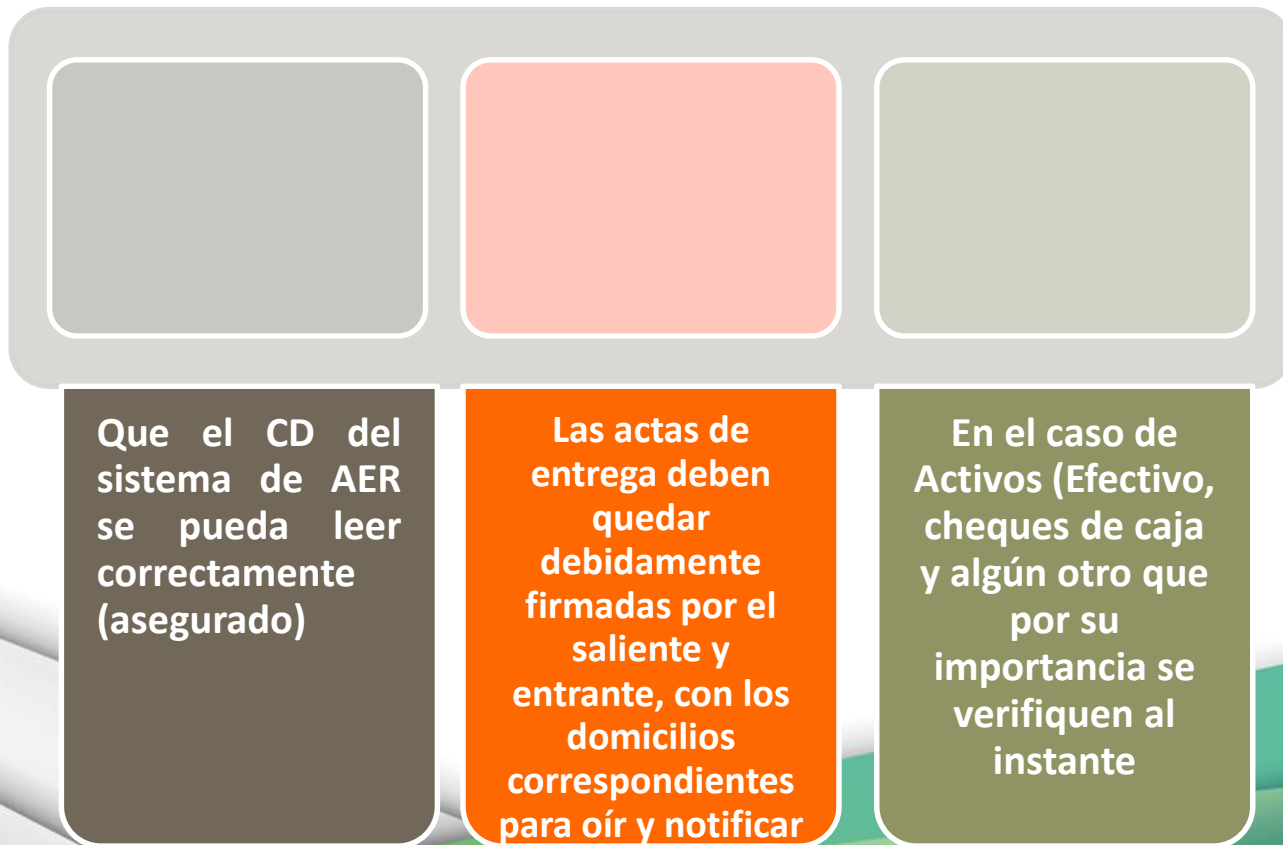 Que el CD del
sistema de AER
se pueda leer
correctamente
(asegurado)
Las actas de
entrega deben
quedar
debidamente
firmadas por el
saliente y
entrante, con los
domicilios
correspondientes
para oír y notificar
En el caso de
Activos (Efectivo,
cheques de caja
y algún otro que
por su
importancia se
verifiquen al
instante